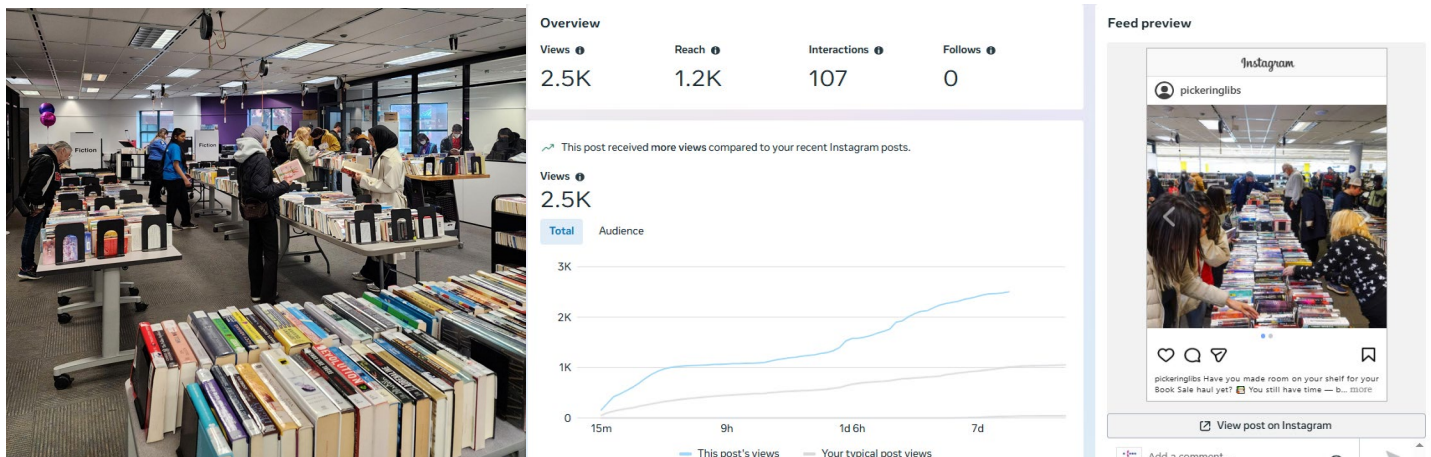 Fiction
Fiction
REVOLUTION
Overview
Views
Reach
Interactions
Follows
2.5K
1.2K
107
0
This post received more views compared to your recent Instagram posts.
Views
2.5K
Total
Audience
3K
2K
1K
0
15m
9h
1d 6h
7d
This post's views
Your typical post views
Feed preview
Instagram
pickeringlibs
pickeringlibs Have you made room on your shelf for your
Book Sale haul yet? You still have time — b... more
View post on Instagram
Add a comment